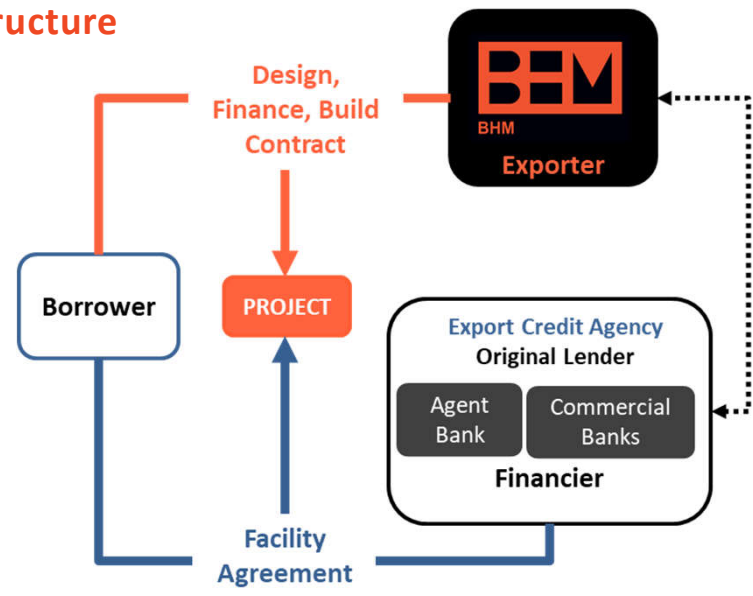 ructure
Design,
Finance, Build
Contract
BHM
BHM
Exporter
Borrower
PROJECT
Export Credit Agency
Original Lender
Agent
Bank
Commercial
Banks
Financier
Facility
Agreement